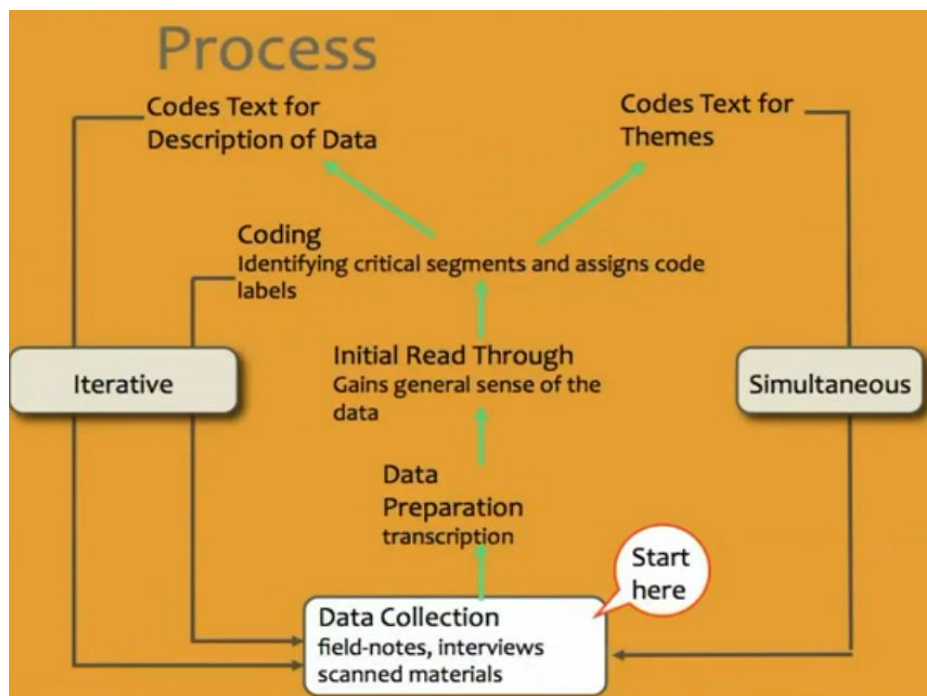 Process
Codes Text for
Description of Data
Codes Text for
Themes
Coding
Identifying critical segments and assigns code
labels
Initial Read Through
Gains general sense of the
data
Iterative
Simultaneous
Data
Preparation
transcription
Start
here
Data Collection
field-notes, interviews
scanned materials